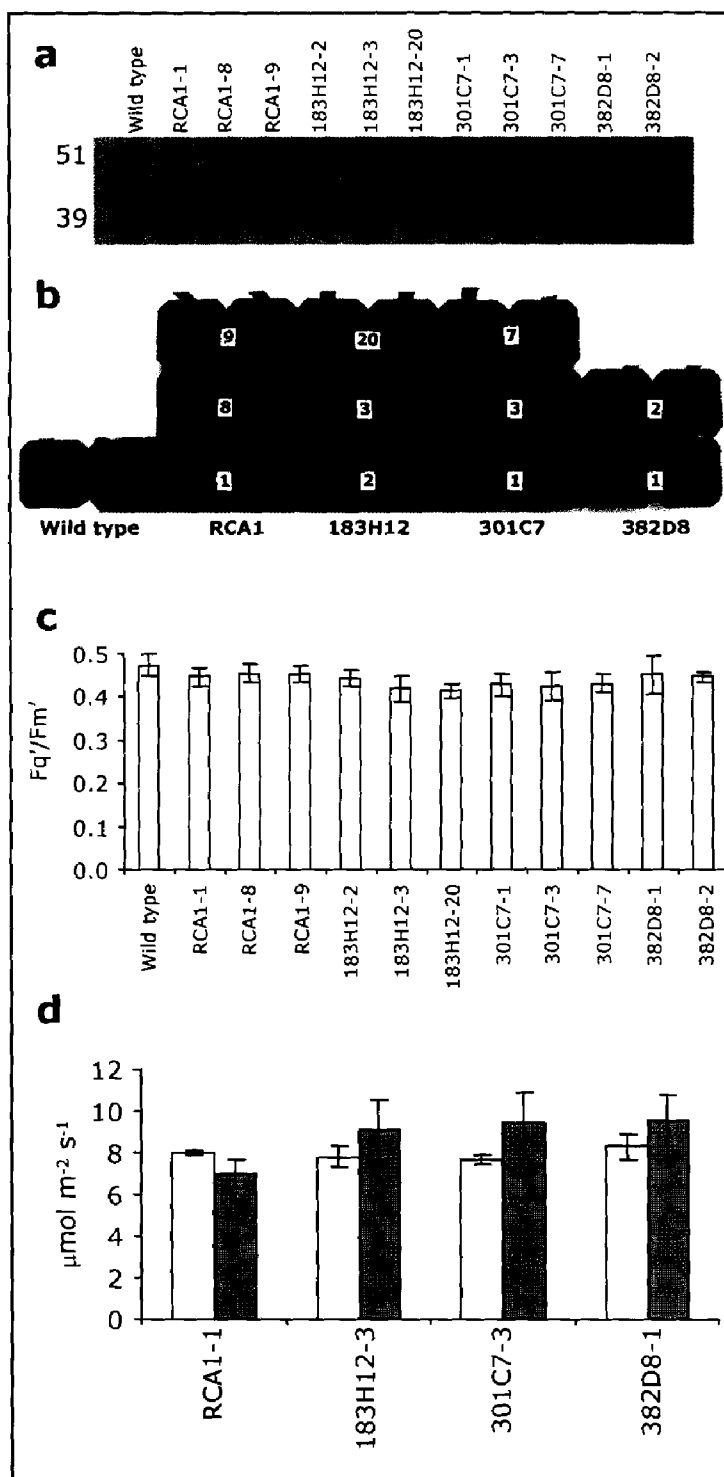 a
Wild type RCA1-1 RCA1-8 RCA1-9 183H12-2 183H12-3 183H12-20 301C7-1 301C7-3 301C7-7 382D8-1 382D8-2
51
39
b
9 20 7
8 3 3 2
1 2 1 1
Wild type RCA1 183H12 301C7 382D8
c
Fq'/Fm'
0.5
0.4
0.3
0.2
0.1
0.0
Wild type RCA1-1 RCA1-8 RCA1-9 183H12-2 183H12-3 183H12-20 301C7-1 301C7-3 301C7-7 382D8-1 382D8-2
d
μmol m⁻² s⁻¹
12
10
8
6
4
2
0
RCA1-1 183H12-3 301C7-3 382D8-1